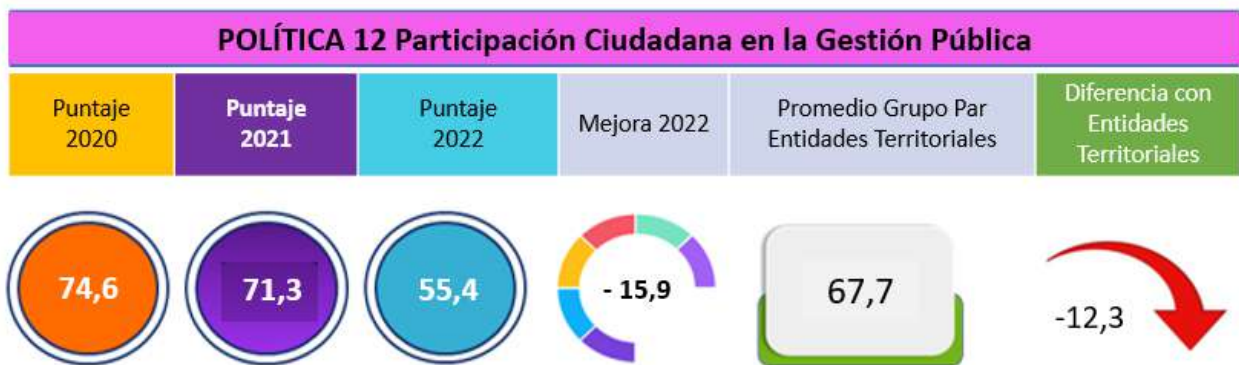 POLÍTICA 12 Participación Ciudadana en la Gestión Pública
Puntaje
2020
Puntaje
2021
Puntaje
2022
Mejora 2022
Promedio Grupo Par
Entidades Territoriales
Diferencia con
Entidades
Territoriales
74,6
71,3
55,4
- 15,9
67,7
-12,3